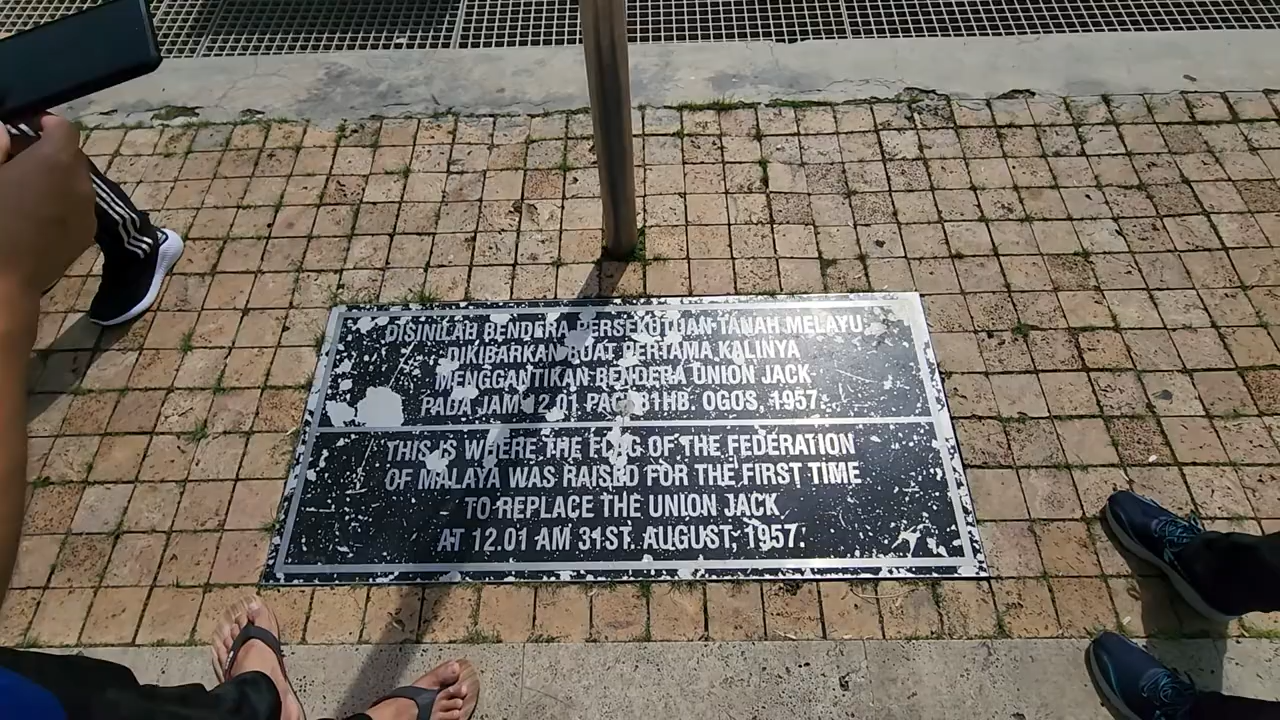 DISINILAH BENDERA PERSEKUTUAN TANAH MELAYU
DIKIBARKAN BUAT PERTAMA KALINYA
MENGGANTIKAN BENDERA UNION JACK
PADA JAM 12.01 PAGI 31HB. OGOS, 1957.
THIS IS WHERE THE FLAG OF THE FEDERATION
OF MALAYA WAS RAISED FOR THE FIRST TIME
TO REPLACE THE UNION JACK
AT 12.01 AM 31ST. AUGUST, 1957.